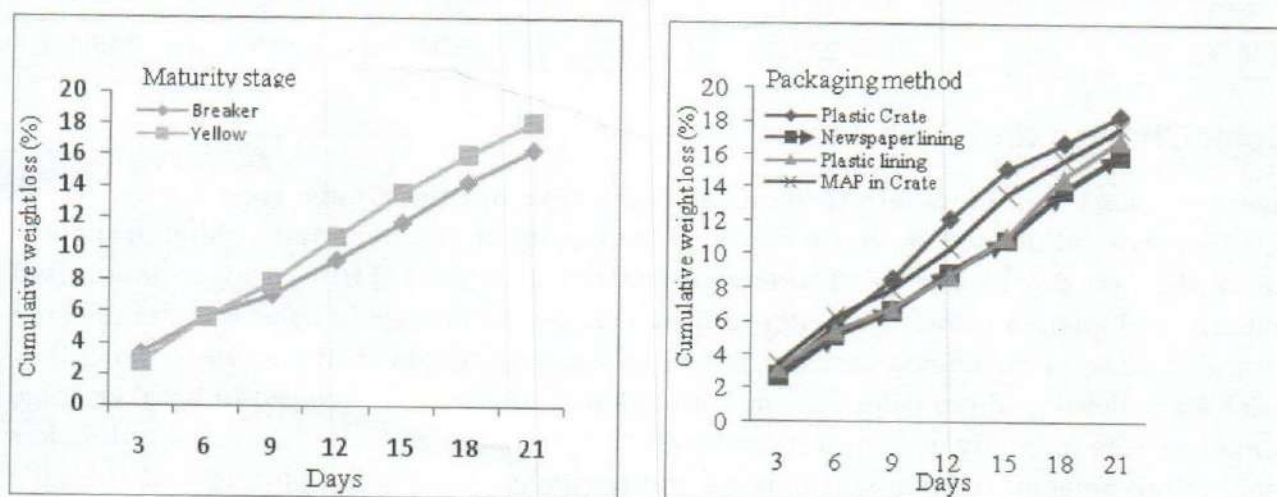 Maturity stage
Breaker
Yellow
Cumulative weight loss (%)
20
18
16
14
12
10
8
6
4
2
0
3 6 9 12 15 18 21
Days
Packaging method
Plastic Crate
Newspaper lining
Plastic lining
MAP in Crate
Cumulative weight loss (%)
20
18
16
14
12
10
8
6
4
2
0
3 6 9 12 15 18 21
Days